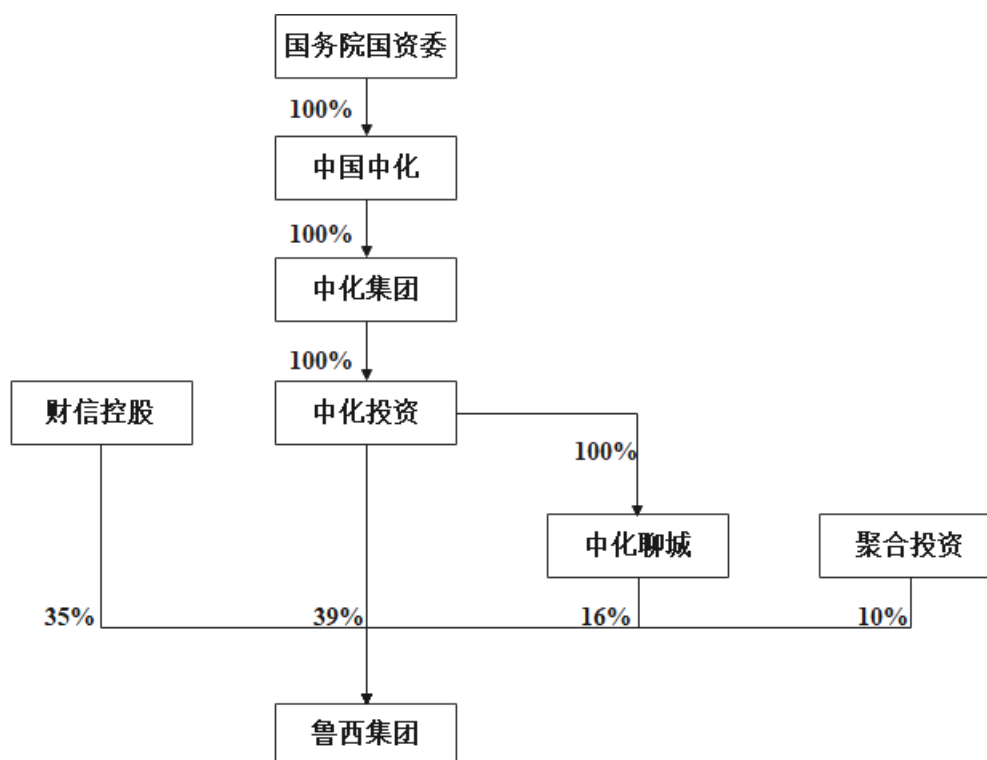 国务院国资委
100%
中国中化
100%
中化集团
100%
财信控股
中化投资
100%
中化聊城
聚合投资
35%
39%
16%
10%
鲁西集团